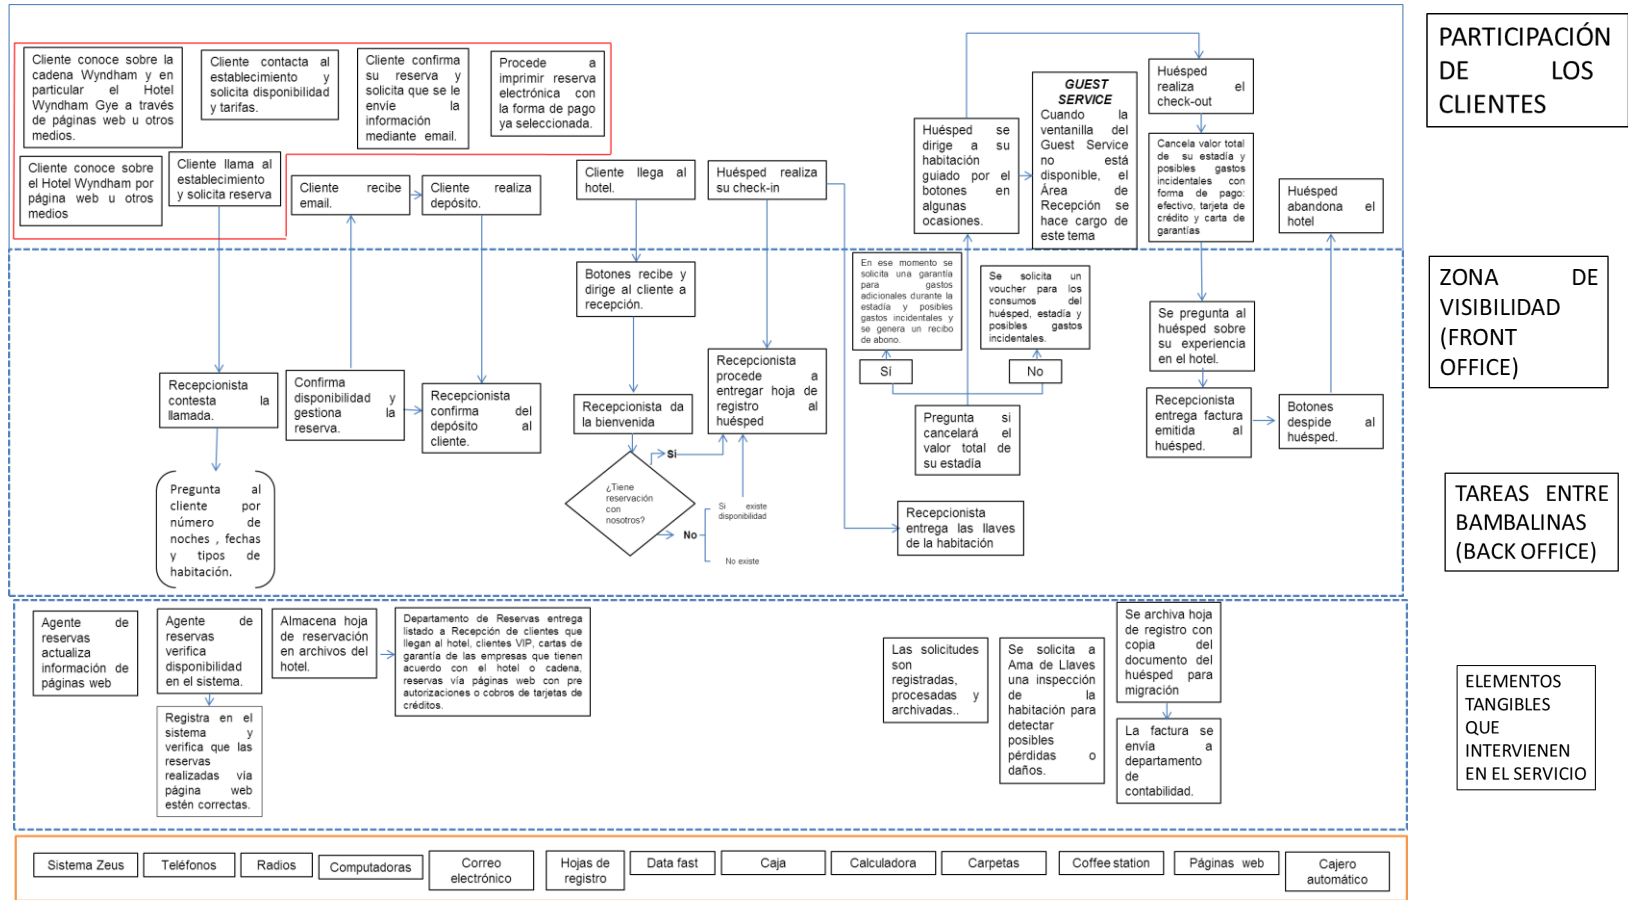 Cliente conoce sobre la
cadena Wyndham y en
particular el Hotel
Wyndham Gye a través
de páginas web u otros
medios.
Cliente contacta al
establecimiento y
solicita disponibilidad
y tarifas.
Cliente confirma
su reserva y
solicita que se le
envíe la
información
mediante email.
Procede a
imprimir reserva
electrónica con
la forma de pago
ya seleccionada.
Cliente conoce sobre
el Hotel Wyndham por
página web u otros
medios
Cliente llama al
establecimiento y
solicita reserva
Cliente recibe
email.
Cliente realiza
depósito.
Cliente llega al
hotel.
Huésped realiza
su check-in
Huésped se
dirige a su
habitación
guiado por el
botones en
algunas
ocasiones.
GUEST
SERVICE
Cuando la
ventanilla del
Guest Service
no está
disponible, el
Área de
Recepción se
hace cargo de
este tema
Huésped
realiza el
check-out
Cancela valor total
de su estadía y
posibles gastos
incidentales con
forma de pago:
efectivo, tarjeta de
crédito y carta de
garantías
Huésped
abandona el
hotel
PARTICIPACIÓN
DE LOS
CLIENTES
Botones recibe y
dirige al cliente a
recepción.
En ese momento se
solicita una garantía
para gastos
adicionales durante la
estadía y posibles
gastos incidentales y
se genera un recibo
de abono.
Se solicita un
voucher para los
consumos del
huésped, estadía y
posibles gastos
incidentales.
Sí
No
Se pregunta al
huésped sobre
su experiencia
en el hotel.
ZONA DE
VISIBILIDAD
(FRONT
OFFICE)
Recepcionista
contesta la
llamada.
Confirma
disponibilidad y
gestiona la
reserva.
Recepcionista
confirma del
depósito al
cliente.
Recepcionista da
la bienvenida
Recepcionista
procede a
entregar hoja de
registro al
huésped
Pregunta si
cancelará el
valor total de
su estadía
Recepcionista
entrega factura
emitida al
huésped.
Botones
despide al
huésped.
Pregunta al
cliente por
número de
noches , fechas
y tipos de
habitación.
¿Tiene
reservación
con
nosotros?
Si
No
Si existe
disponibilidad
No existe
Recepcionista
entrega las llaves
de la habitación
TAREAS ENTRE
BAMBALINAS
(BACK OFFICE)
Agente de
reservas
actualiza
información de
páginas web
Agente de
reservas
verifica
disponibilidad
en el sistema.
Almacena hoja
de reservación
en archivos del
hotel.
Departamento de Reservas entrega
listado a Recepción de clientes que
llegan al hotel, clientes VIP, cartas de
garantía de las empresas que tienen
acuerdo con el hotel o cadena,
reservas vía páginas web con pre
autorizaciones o cobros de tarjetas de
créditos.
Registra en el
sistema y
verifica que las
reservas
realizadas vía
página web
estén correctas.
Las solicitudes
son
registradas,
procesadas y
archivadas..
Se solicita a
Ama de Llaves
una inspección
de la
habitación para
detectar
posibles
pérdidas o
daños.
Se archiva hoja
de registro con
copia del
documento del
huésped para
migración
La factura se
envía a
departamento
de
contabilidad.
ELEMENTOS
TANGIBLES
QUE
INTERVIENEN
EN EL SERVICIO
Sistema Zeus
Teléfonos
Radios
Computadoras
Correo
electrónico
Hojas de
registro
Data fast
Caja
Calculadora
Carpetas
Coffee station
Páginas web
Cajero
automático